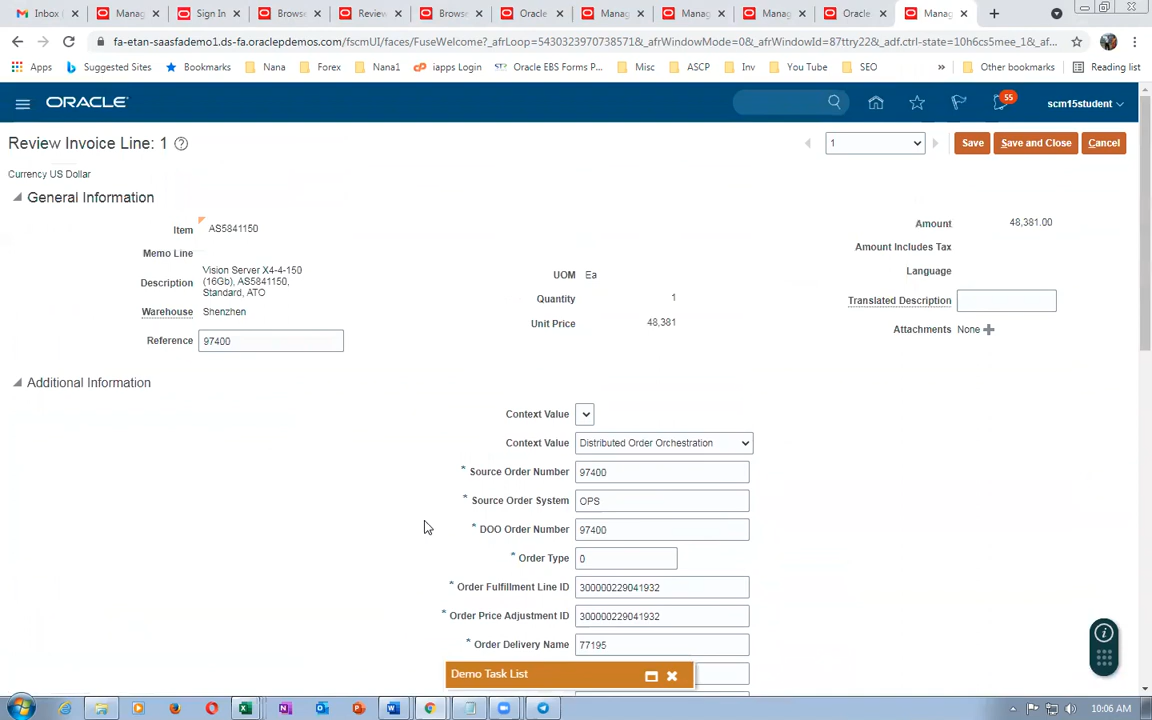 Inbox
Manag
Sign In
Browse
Review
Browse
Oracle
Manag
Manag
Manag
Oracle
Manag
fa-etan-saasfademo1.ds-fa.oraclepdemos.com/fscmUI/faces/FuseWelcome?_afrLoop=54303239707385718&_afrWindowMode=0&_afrWindowId=87ttry22&_adf.ctrl-state=10h6cs5mee_1&_af...
Apps Suggested Sites Bookmarks Nana Forex Nana1 iapps Login Oracle EBS Forms P... Misc ASCP Inv You Tube SEO » Other bookmarks Reading list
ORACLE 55 scm15student
Review Invoice Line: 1 1 Save Save and Close Cancel
Currency US Dollar
General Information
Item AS5841150
Memo Line
Description Vision Server X4-4-150
(16Gb), AS5841150,
Standard, ATO
Warehouse Shenzhen
Reference 97400
UOM Ea
Quantity 1
Unit Price 48,381
Amount 48,381.00
Amount Includes Tax
Language
Translated Description
Attachments None
Additional Information
Context Value
Context Value Distributed Order Orchestration
* Source Order Number 97400
* Source Order System OPS
* DOO Order Number 97400
* Order Type 0
* Order Fulfillment Line ID 300000229041932
* Order Price Adjustment ID 300000229041932
* Order Delivery Name 77195
Demo Task List
10:06 AM